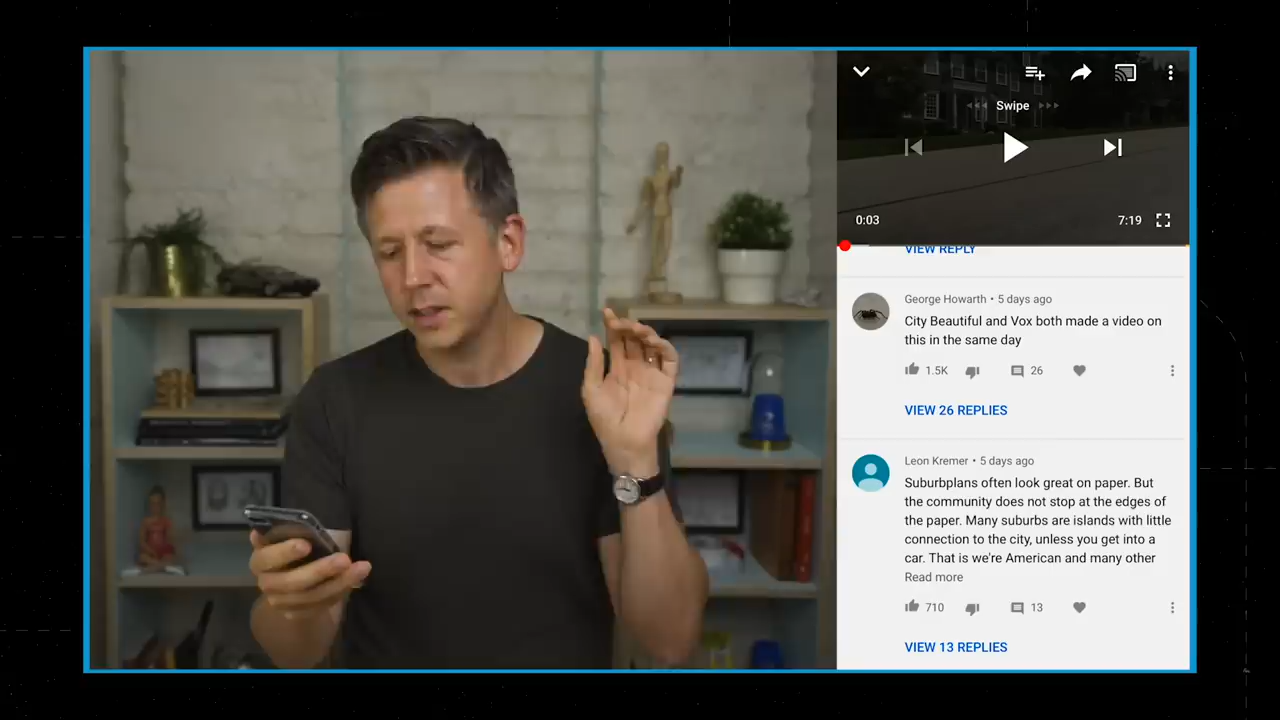 Swipe
0:03
7:19
VIEW REPLY
George Howarth • 5 days ago
City Beautiful and Vox both made a video on
this in the same day
1.5K
26
VIEW 26 REPLIES
Leon Kremer • 5 days ago
Suburbplans often look great on paper. But
the community does not stop at the edges of
the paper. Many suburbs are islands with little
connection to the city, unless you get into a
car. That is we're American and many other
Read more
710
13
VIEW 13 REPLIES